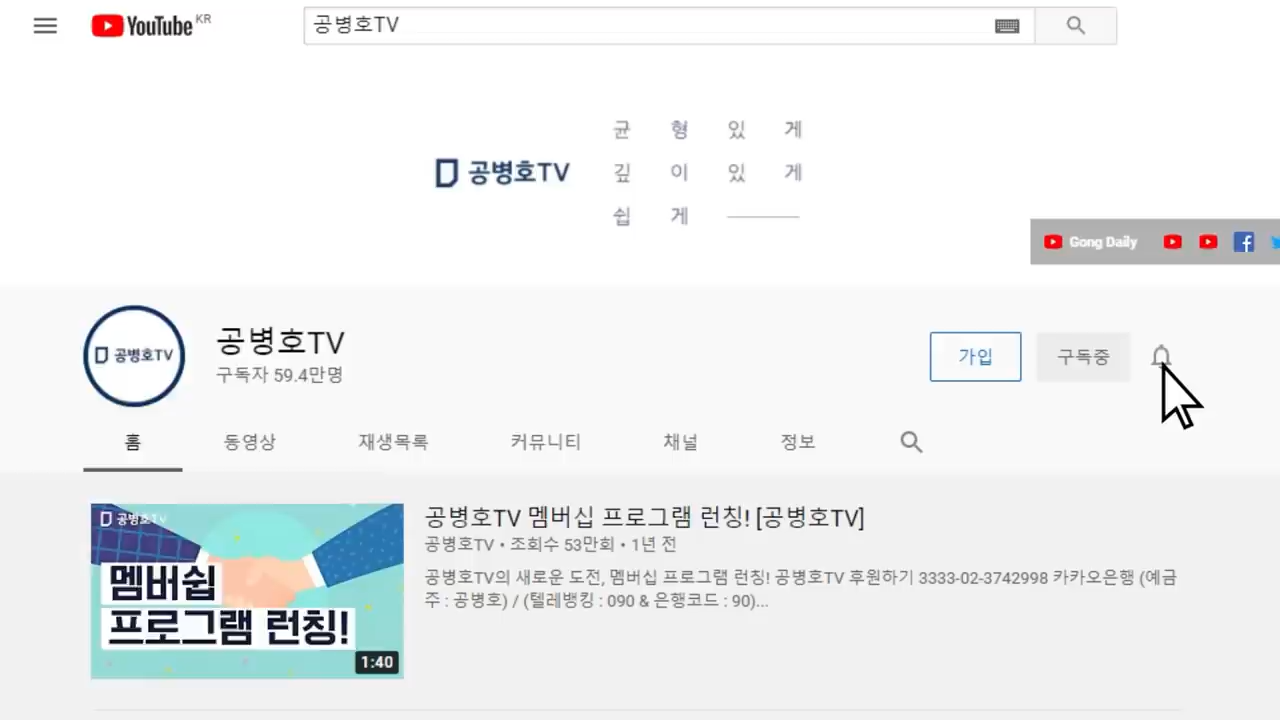 YouTube KR
공병호TV
균형있게
공병호TV 깊이있게
쉽게
Gong Daily
공병호TV
공병호TV
구독자 59.4만명
가입
구독중
홈 동영상 재생목록 커뮤니티 채널 정보
공병호TV
멤버쉽
프로그램 런칭!
1:40
공병호TV 멤버십 프로그램 런칭! [공병호TV]
공병호TV • 조회수 53만회 • 1년 전
공병호TV의 새로운 도전, 멤버십 프로그램 런칭! 공병호TV 후원하기 3333-02-3742998 카카오은행 (예금
주 : 공병호) / (텔레뱅킹 : 090 & 은행코드 : 90)...